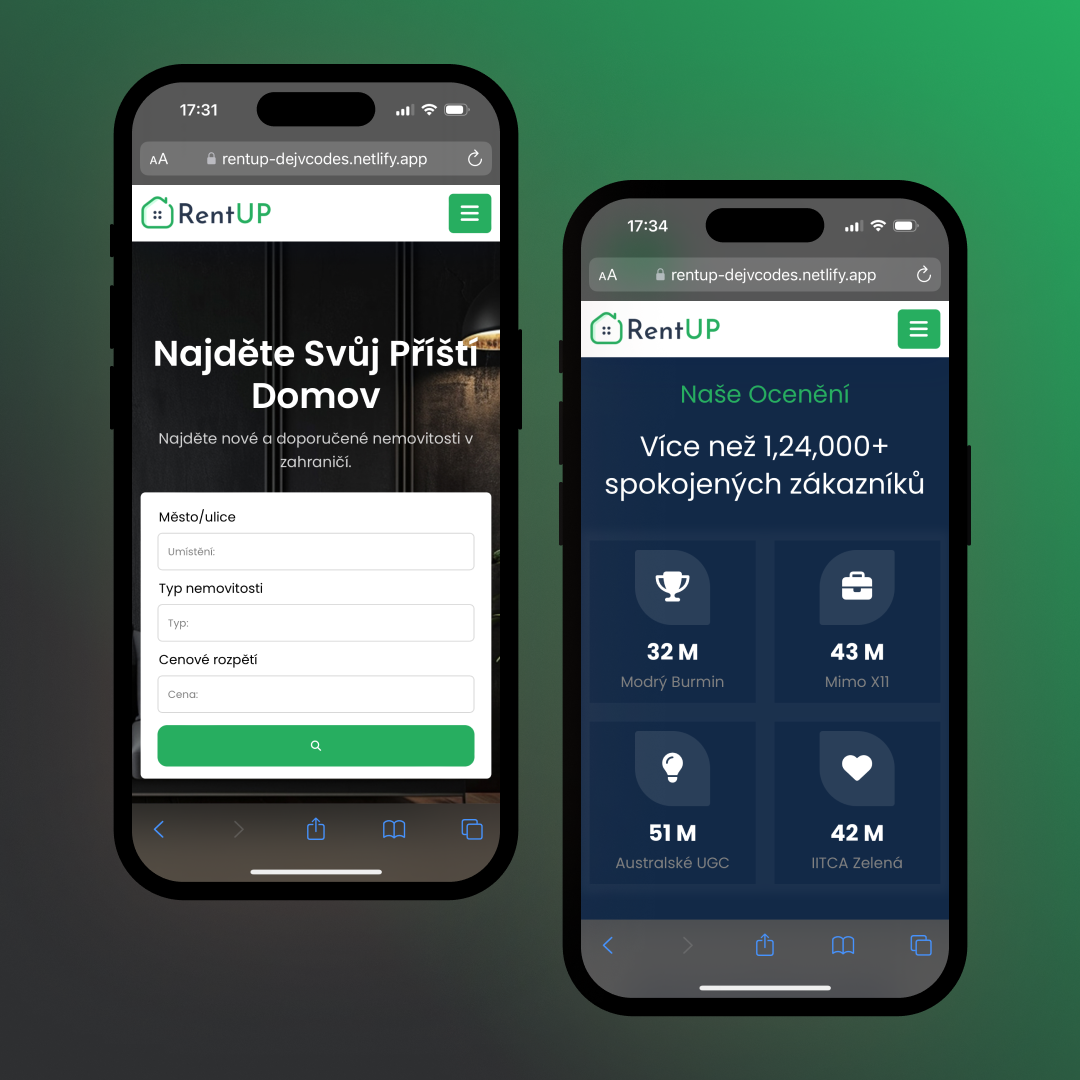 17:31
AA rentup-dejvcodes.netlify.app
RentUP
Najděte Svůj Příští
Domov
Najděte nové a doporučené nemovitosti v
zahraničí.
Město/ulice
Umístění:
Typ nemovitosti
Typ:
Cenové rozpětí
Cena:
17:34
AA rentup-dejvcodes.netlify.app
RentUP
Naše Ocenění
Více než 1,24,000+
spokojených zákazníků
32 M
Modrý Burmin
43 M
Mimo X11
51 M
Australské UGC
42 M
IITCA Zelená